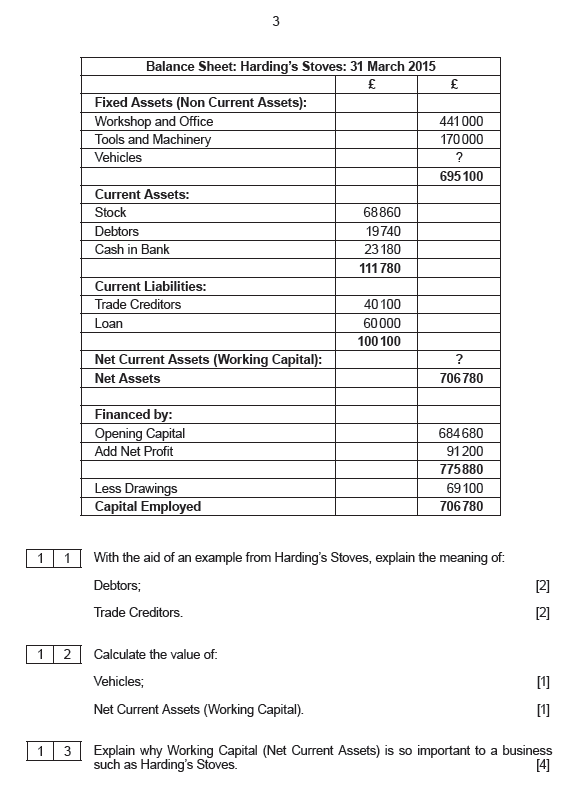 3
Balance Sheet: Harding's Stoves: 31 March 2015
£ £
Fixed Assets (Non Current Assets):
Workshop and Office 441 000
Tools and Machinery 170 000
Vehicles ?
695 100
Current Assets:
Stock 68 860
Debtors 19 740
Cash in Bank 23 180
111 780
Current Liabilities:
Trade Creditors 40 100
Loan 60 000
100 100
Net Current Assets (Working Capital): ?
Net Assets 706 780
Financed by:
Opening Capital 684 680
Add Net Profit 91 200
775 880
Less Drawings 69 100
Capital Employed 706 780
1 1 With the aid of an example from Harding's Stoves, explain the meaning of:
Debtors; [2]
Trade Creditors. [2]
1 2 Calculate the value of:
Vehicles; [1]
Net Current Assets (Working Capital). [1]
1 3 Explain why Working Capital (Net Current Assets) is so important to a business
such as Harding's Stoves. [4]